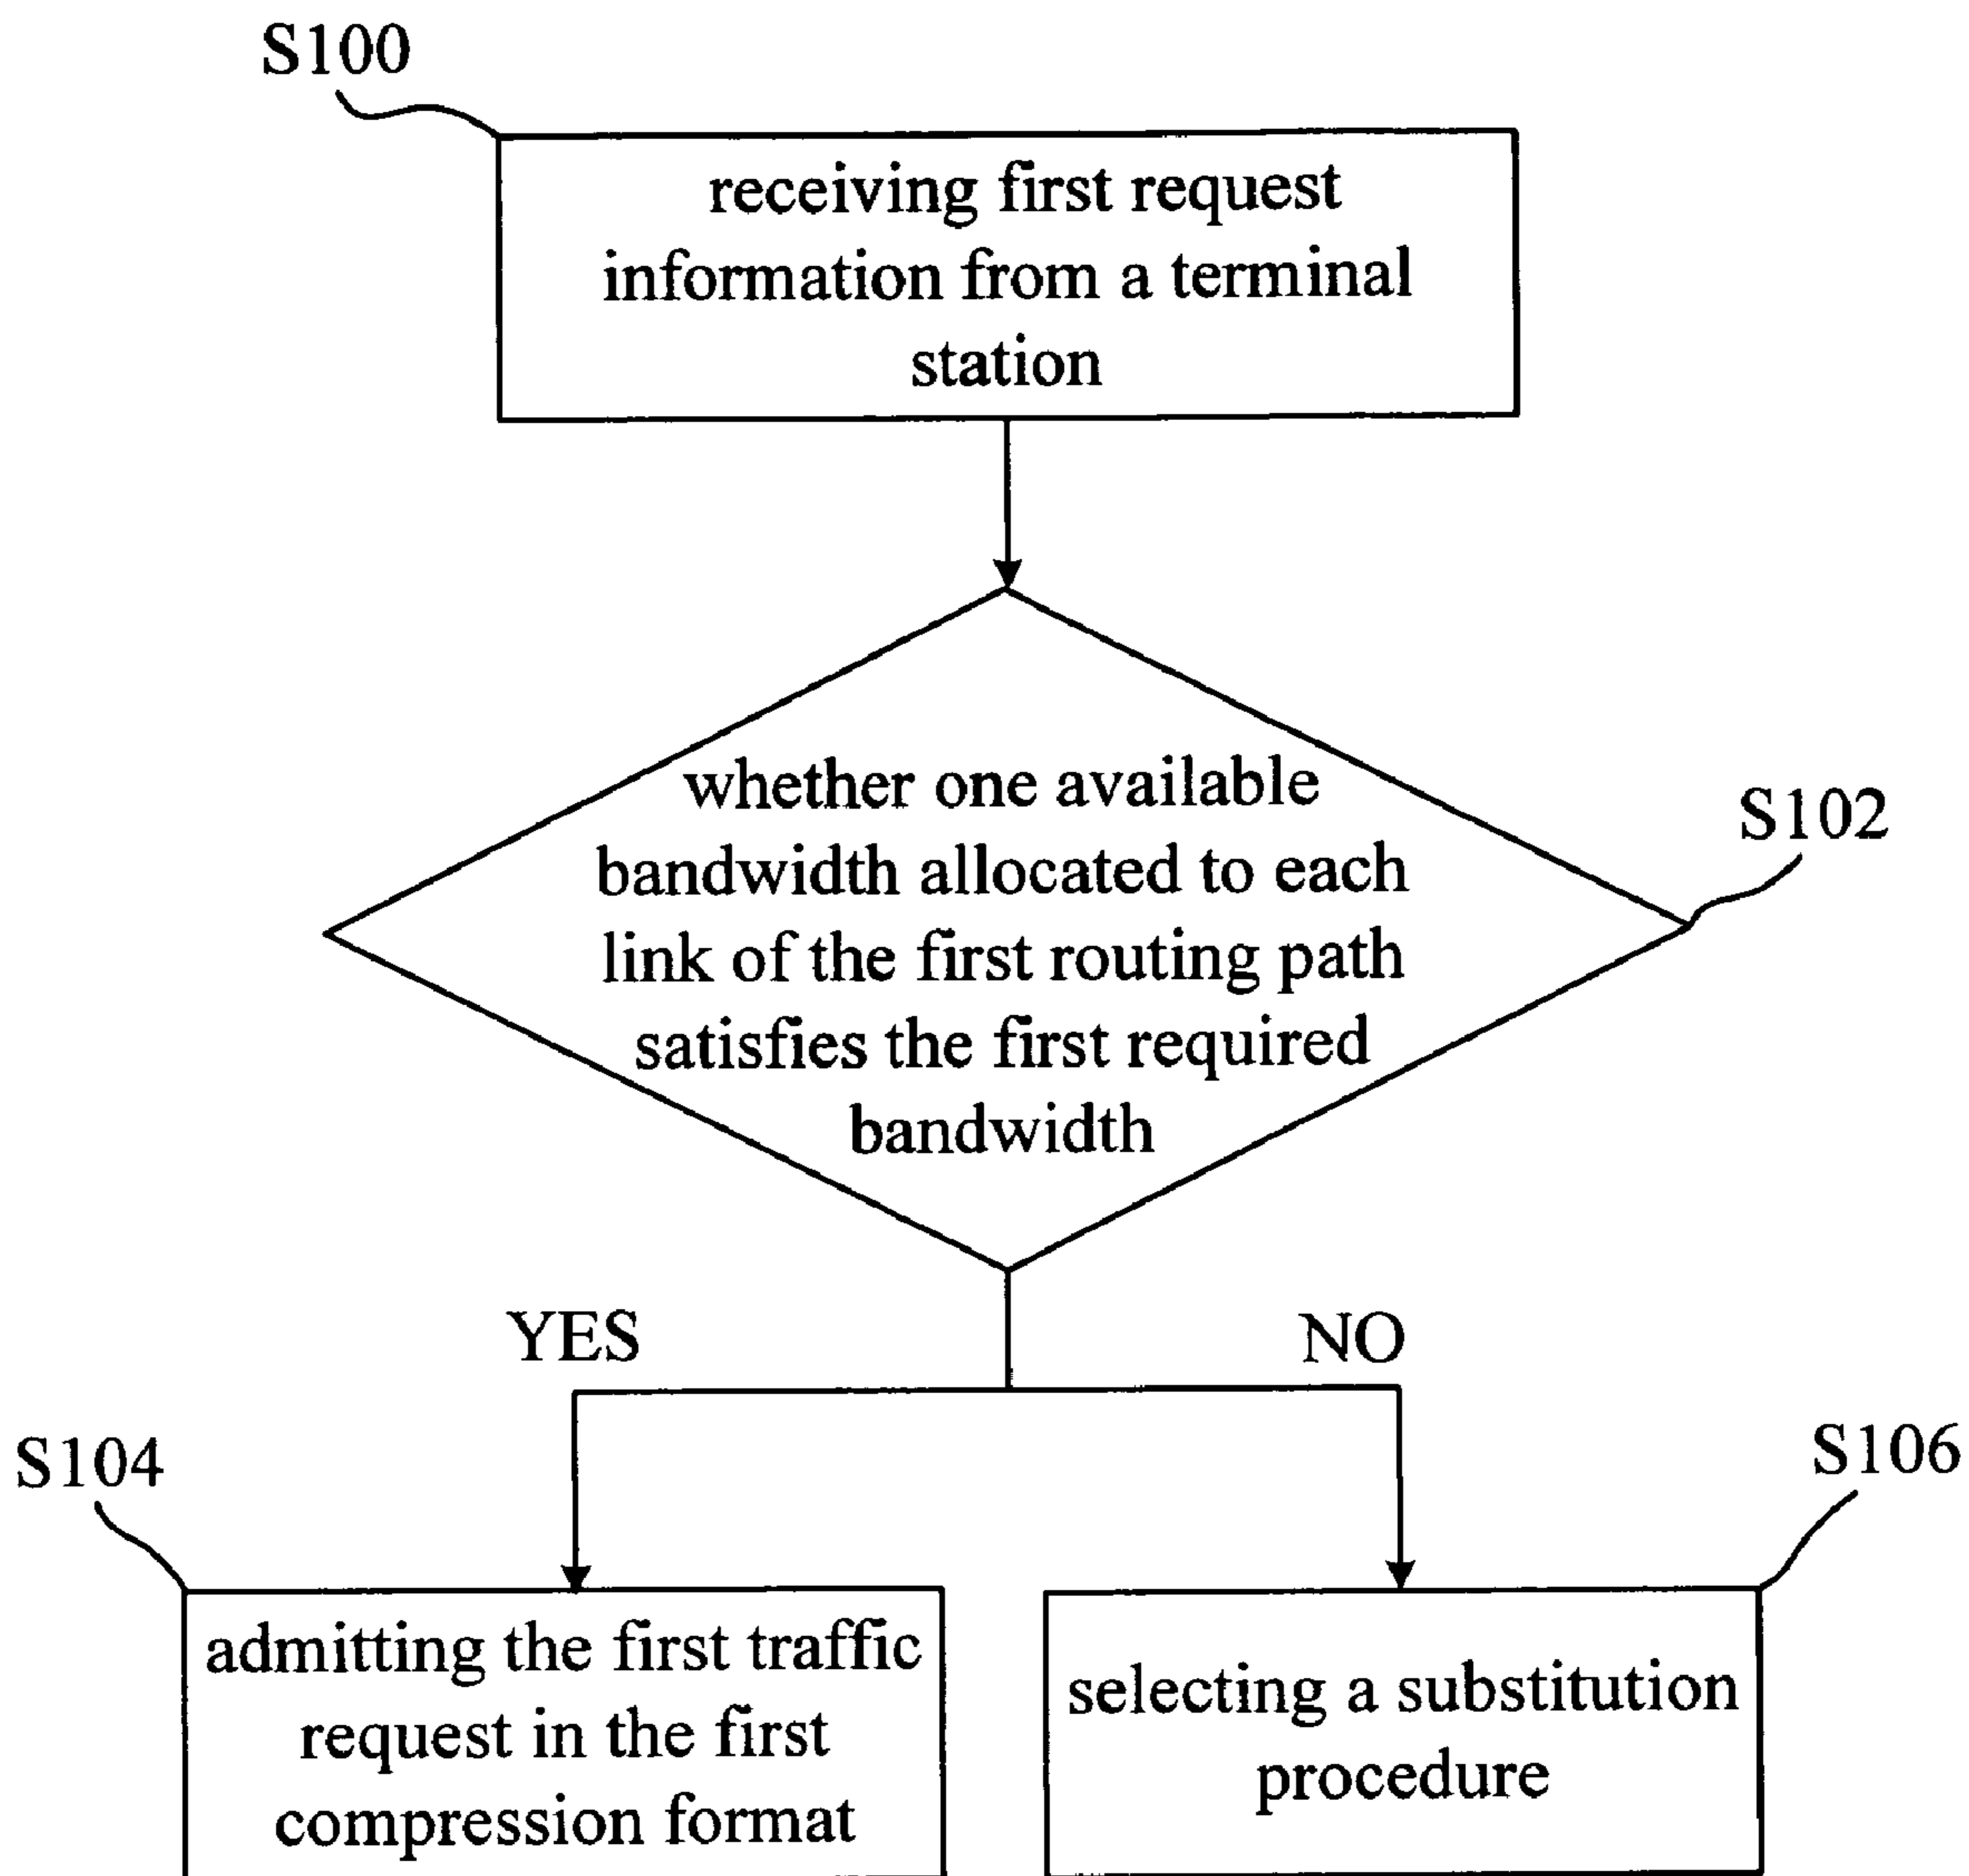 S100
receiving first request
information from a terminal
station
whether one available
bandwidth allocated to each
link of the first routing path
satisfies the first required
bandwidth
S102
YES
NO
S104
S106
admitting the first traffic
request in the first
compression format
selecting a substitution
procedure